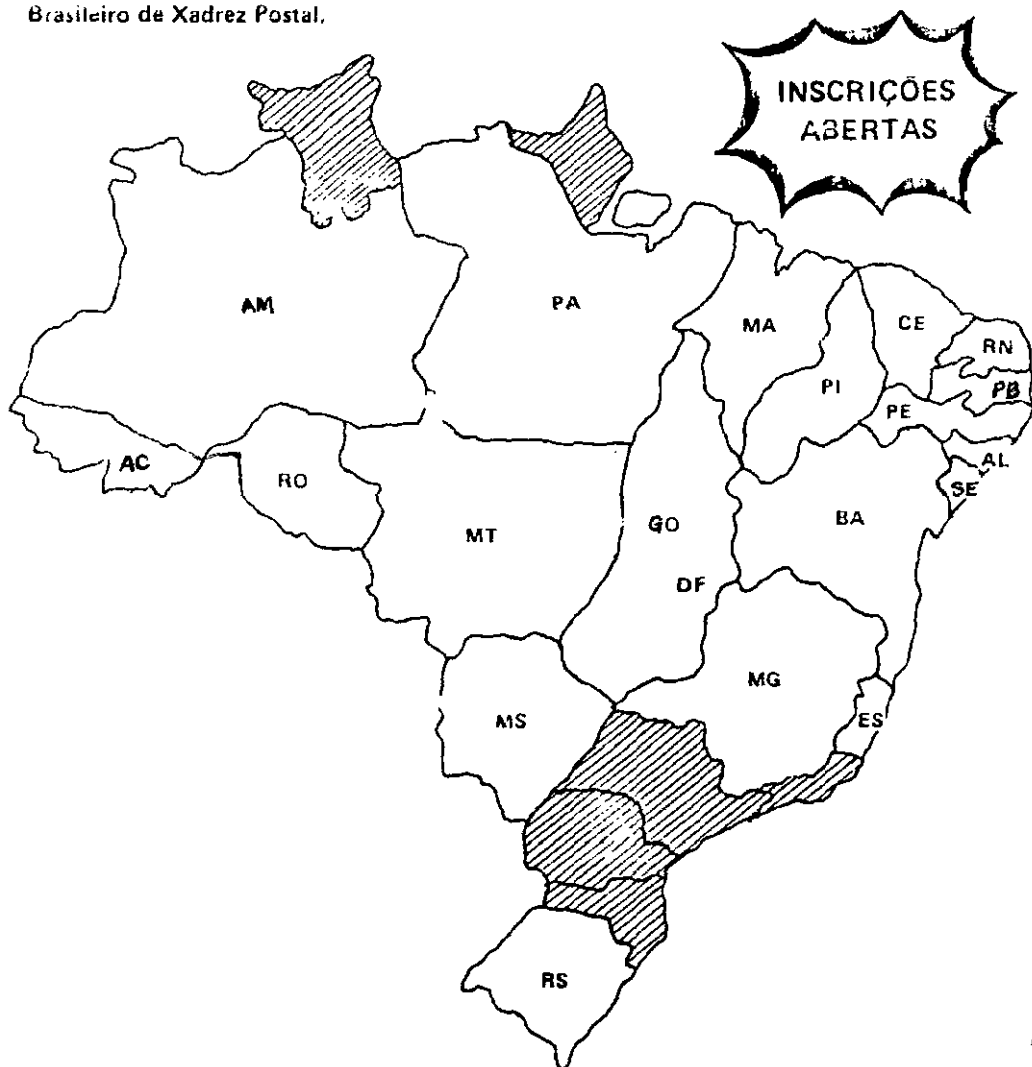 Brasileiro de Xadrez Postal.
INSCRIÇÕES
ABERTAS
AM
PA
MA
CE
RN
PI
PB
PE
AC
AL
RO
SE
BA
MT
GO
DF
MG
MS
ES
RS